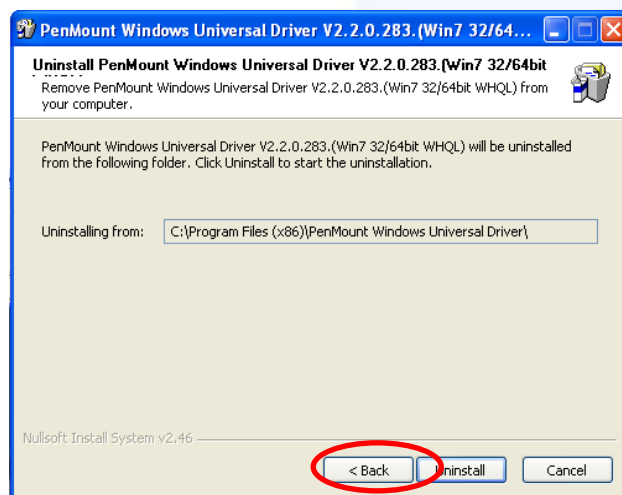 PenMount Windows Universal Driver V2.2.0.283.(Win7 32/64...
Uninstall PenMount Windows Universal Driver V2.2.0.283.(Win7 32/64bit
Remove PenMount Windows Universal Driver V2.2.0.283.(Win7 32/64bit WHQL) from
your computer.
PenMount Windows Universal Driver V2.2.0.283.(Win7 32/64bit WHQL) will be uninstalled
from the following folder. Click Uninstall to start the uninstallation.
Uninstalling from: C:\Program Files (x86)\PenMount Windows Universal Driver\
Nullsoft Install System v2.46
< Back Uninstall Cancel